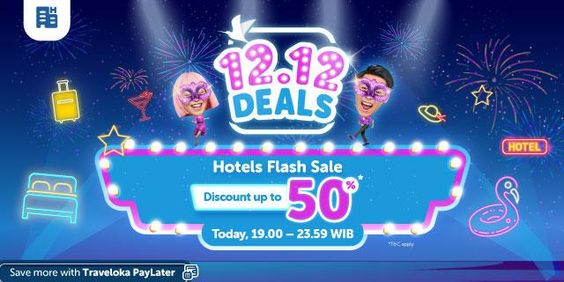 H
12.12
DEALS
HOTEL
Hotels Flash Sale
Discount up to 50%*
Today, 19.00 – 23.59 WIB
*T&C apply
Save more with Traveloka PayLater